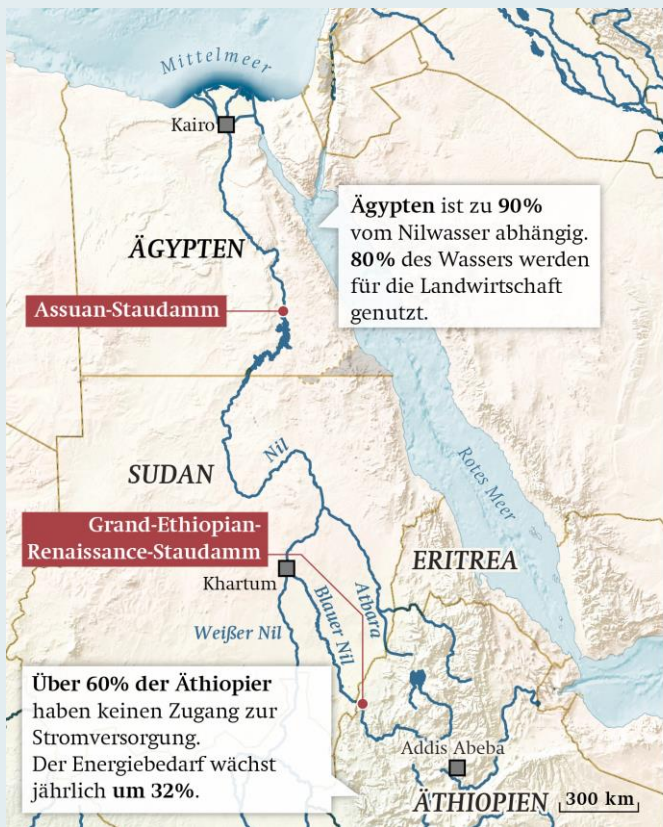 Mittelmeer
Kairo
Ägypten ist zu 90%
vom Nilwasser abhängig.
80% des Wassers werden
für die Landwirtschaft
genutzt.
ÄGYPTEN
Assuan-Staudamm
Nil
SUDAN
Rotes Meer
Grand-Ethiopian-
Renaissance-Staudamm
ERITREA
Khartum
Atbara
Blauer Nil
Weißer Nil
Über 60% der Äthiopier
haben keinen Zugang zur
Stromversorgung.
Der Energiebedarf wächst
jährlich um 32%.
Addis Abeba
ÄTHIOPIEN
300 km